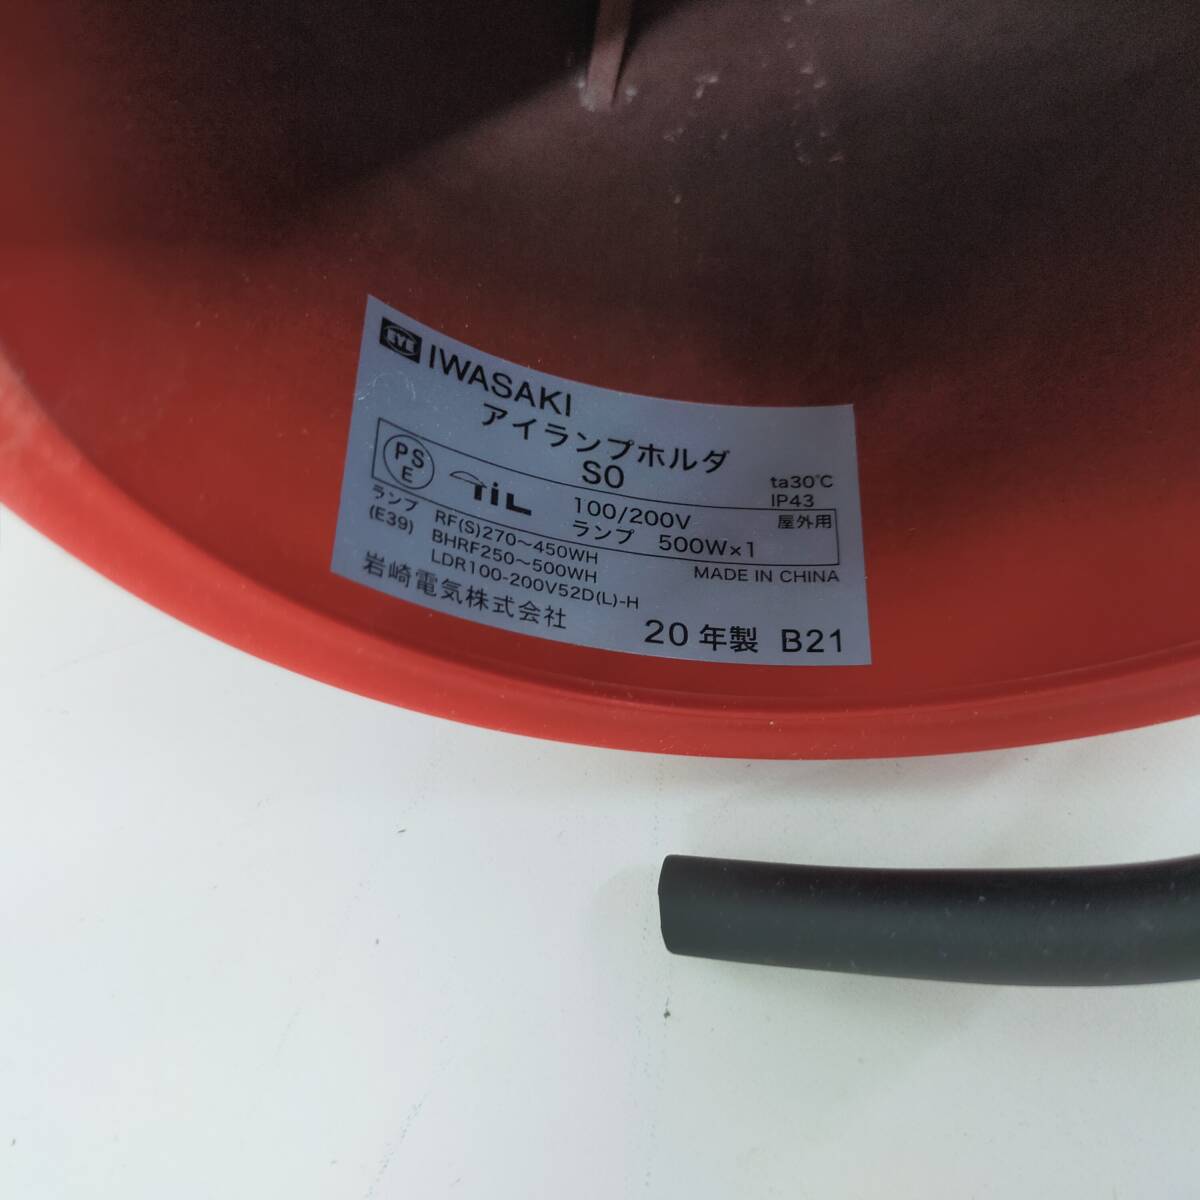 EYE IWASAKI
アイランプホルダ
SO
ta30℃
IP43
PS
E
TiL
100/200V
屋外用
ランプ 500W×1
ランプ
(E39)
RF(S)270～450WH
BHRF250～500WH
LDR100-200V52D(L)-H
MADE IN CHINA
岩崎電気株式会社
20年製 B21